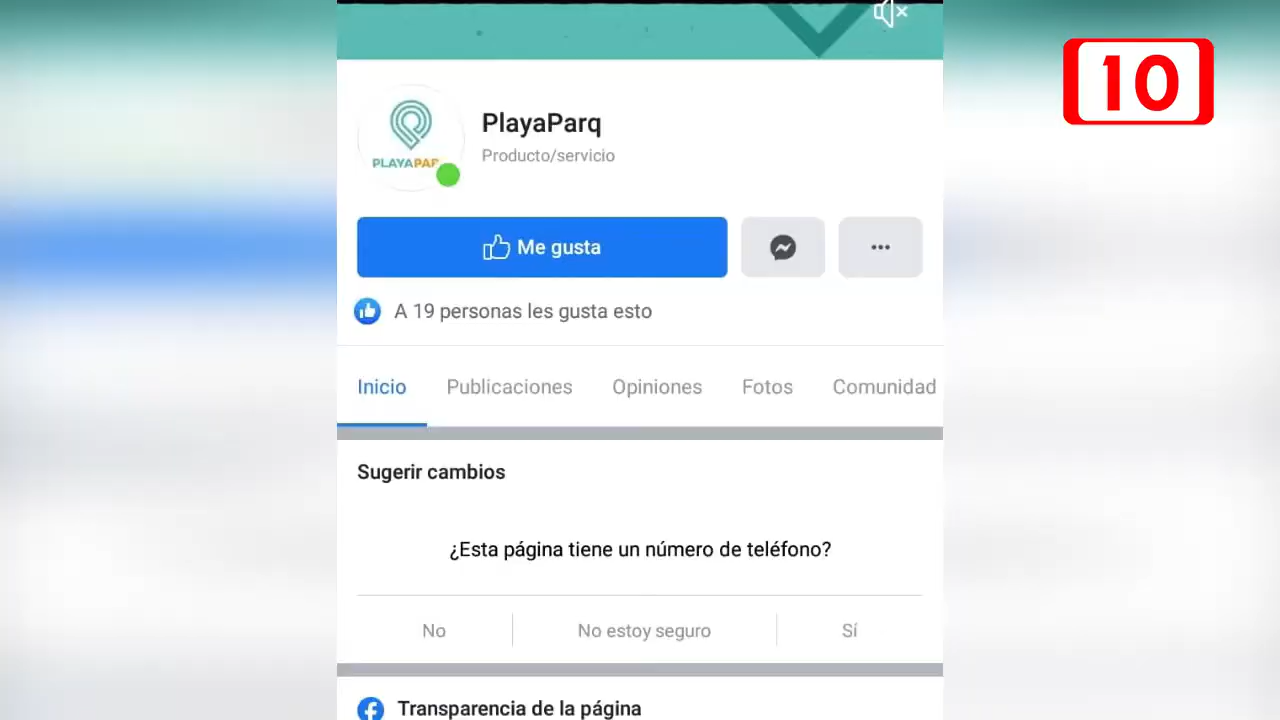 10
PlayaParq
Producto/servicio
PLAYAPAR
Me gusta
A 19 personas les gusta esto
Inicio Publicaciones Opiniones Fotos Comunidad
Sugerir cambios
¿Esta página tiene un número de teléfono?
No No estoy seguro Sí
Transparencia de la página